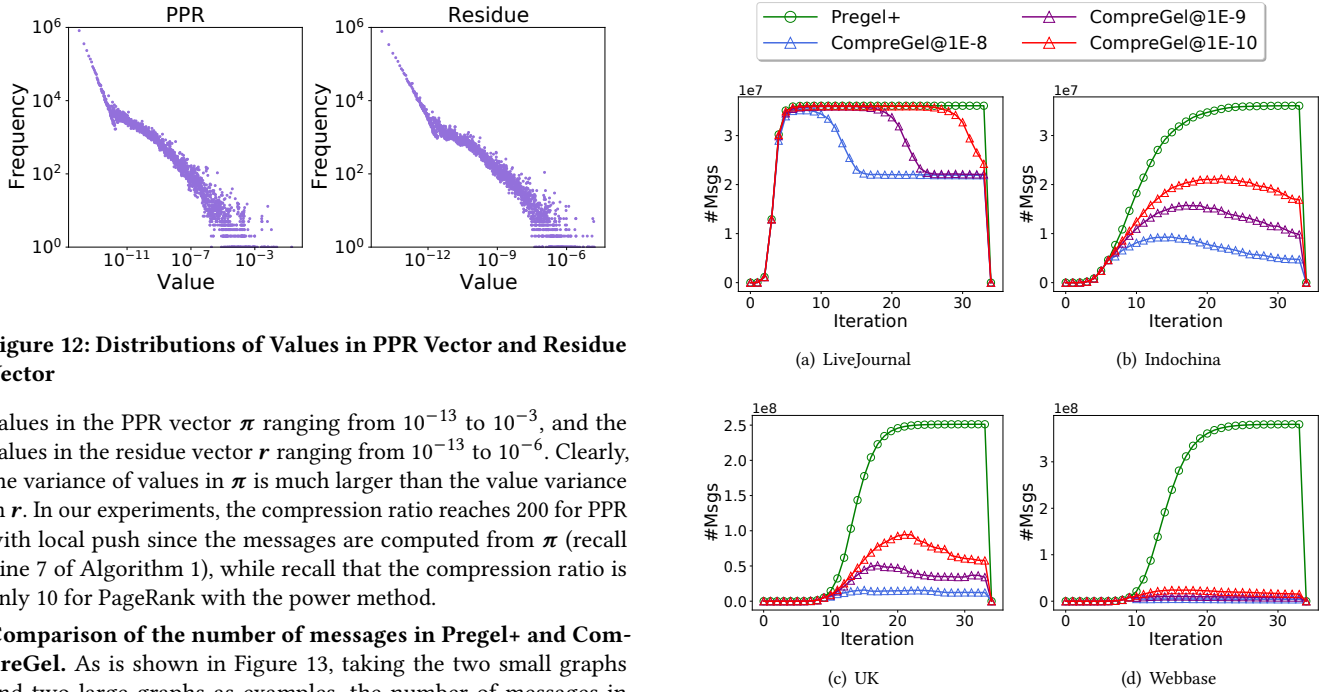 PPR
Residue
10^6
10^4
10^2
10^0
Frequency
10^−11
10^−7
10^−3
Value
10^6
10^4
10^2
10^0
Frequency
10^−12
10^−9
10^−6
Value
igure 12: Distributions of Values in PPR Vector and Residue
ector
alues in the PPR vector π ranging from 10^−13 to 10^−3, and the
alues in the residue vector r ranging from 10^−13 to 10^−6. Clearly,
he variance of values in π is much larger than the value variance
n r. In our experiments, the compression ratio reaches 200 for PPR
with local push since the messages are computed from π (recall
ine 7 of Algorithm 1), while recall that the compression ratio is
nly 10 for PageRank with the power method.
Comparison of the number of messages in Pregel+ and Com-
reGel. As is shown in Figure 13, taking the two small graphs
nd two large graphs as examples, the number of messages in
Pregel+
CompreGel@1E-8
CompreGel@1E-9
CompreGel@1E-10
1e7
3
2
1
0
#Msgs
0
10
20
30
Iteration
(a) LiveJournal
1e7
3
2
1
0
#Msgs
0
10
20
30
Iteration
(b) Indochina
1e8
2.5
2.0
1.5
1.0
0.5
0.0
#Msgs
0
10
20
30
Iteration
(c) UK
1e8
3
2
1
0
#Msgs
0
10
20
30
Iteration
(d) Webbase